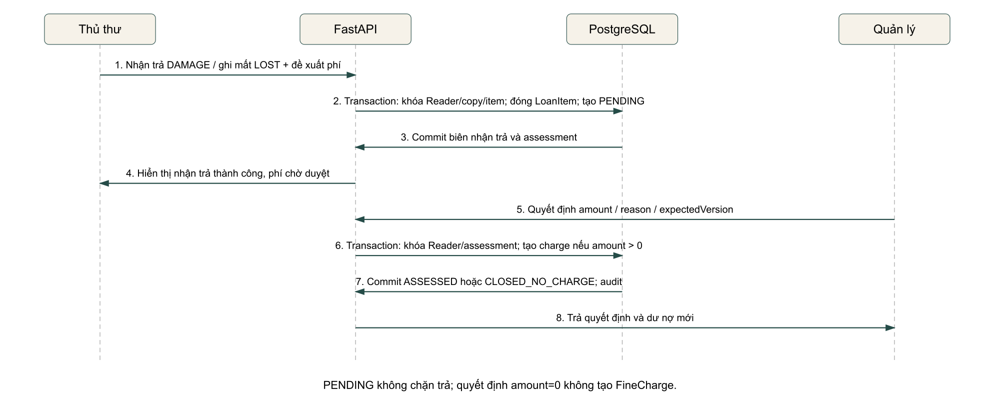 Thủ thư
FastAPI
PostgreSQL
Quản lý
1. Nhận trả DAMAGE / ghi mất LOST + đề xuất phí
2. Transaction: khóa Reader/copy/item; đóng LoanItem; tạo PENDING
3. Commit biên nhận trả và assessment
4. Hiển thị nhận trả thành công, phí chờ duyệt
5. Quyết định amount / reason / expectedVersion
6. Transaction: khóa Reader/assessment; tạo charge nếu amount > 0
7. Commit ASSESSED hoặc CLOSED_NO_CHARGE; audit
8. Trả quyết định và dư nợ mới
PENDING không chặn trả; quyết định amount=0 không tạo FineCharge.